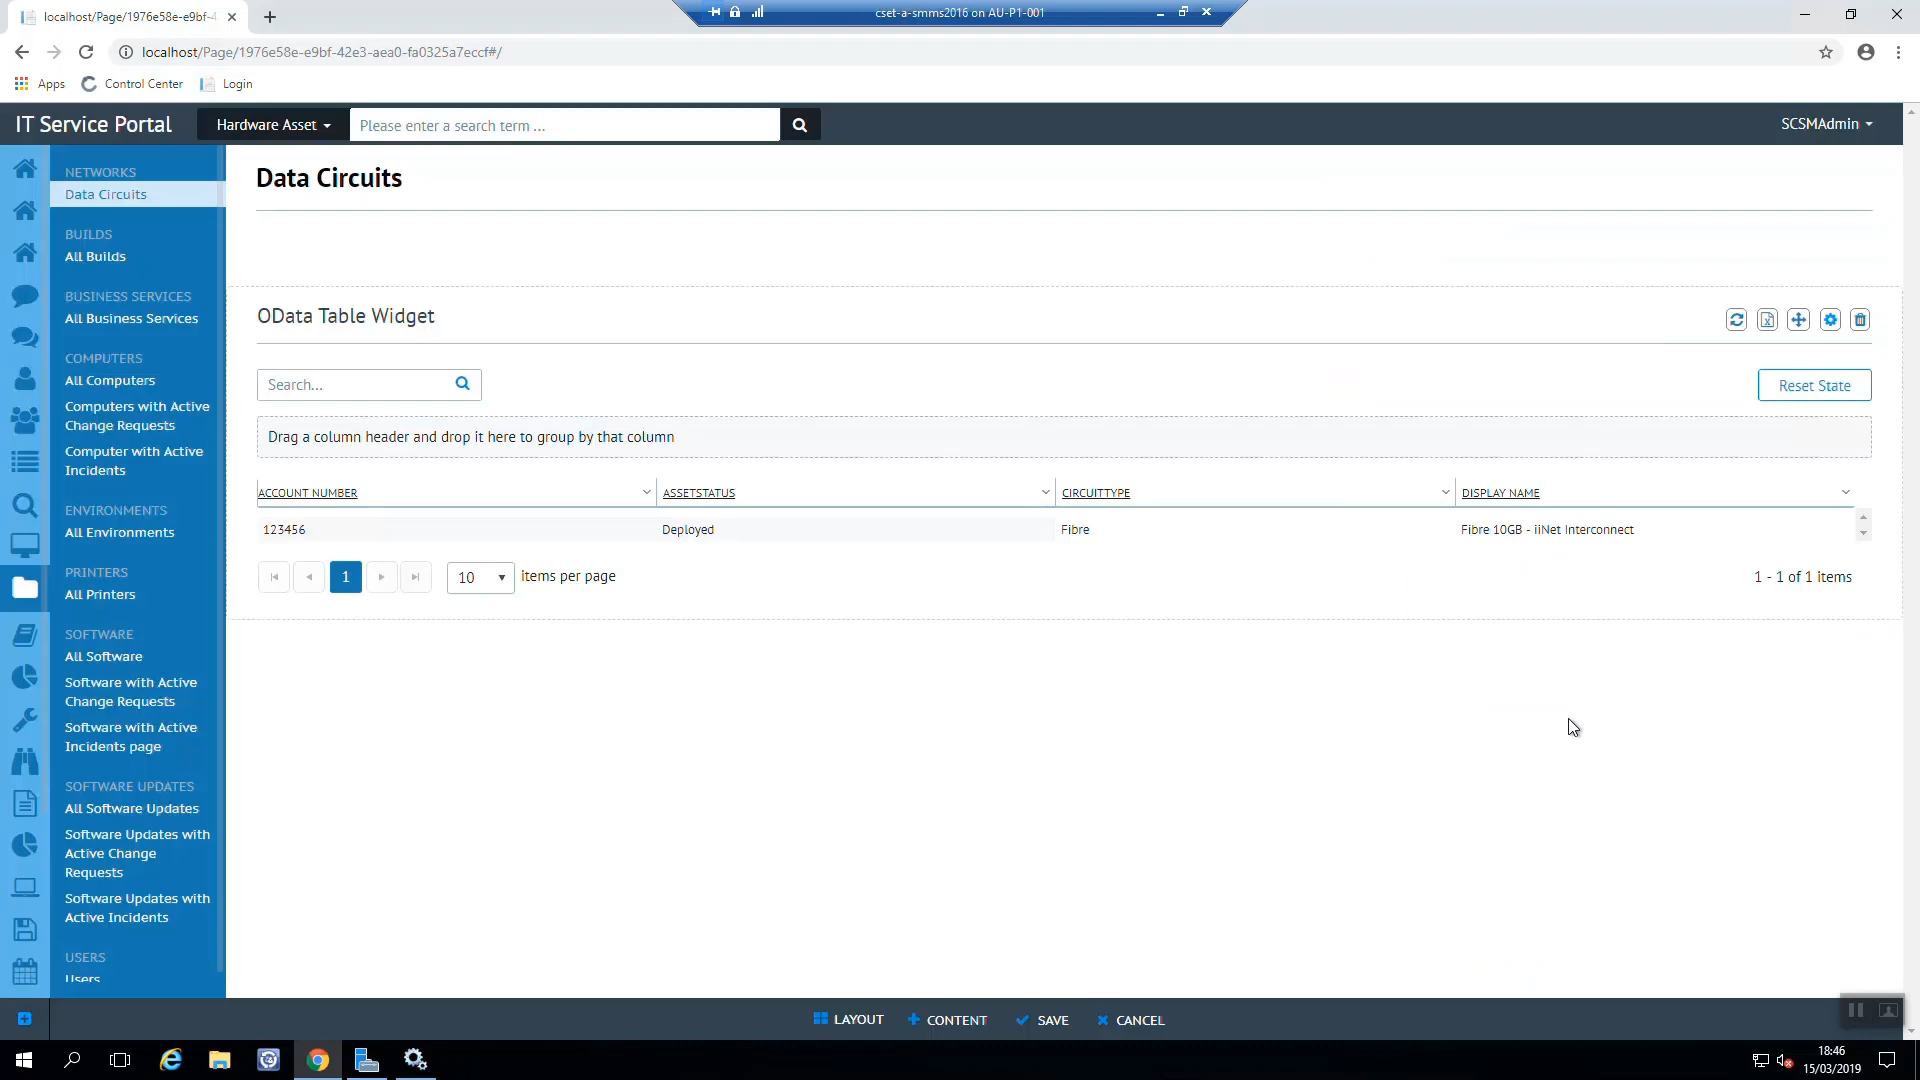 localhost/Page/1976e58e-e9bf-4
cset-a-smms2016 on AU-P1-001
localhost/Page/1976e58e-e9bf-42e3-aea0-fa0325a7eccf#/
Apps
Control Center
Login
IT Service Portal
Hardware Asset
Please enter a search term ...
SCSMAdmin
NETWORKS
Data Circuits
BUILDS
All Builds
BUSINESS SERVICES
All Business Services
COMPUTERS
All Computers
Computers with Active
Change Requests
Computer with Active
Incidents
ENVIRONMENTS
All Environments
PRINTERS
All Printers
SOFTWARE
All Software
Software with Active
Change Requests
Software with Active
Incidents page
SOFTWARE UPDATES
All Software Updates
Software Updates with
Active Change
Requests
Software Updates with
Active Incidents
USERS
Users
Data Circuits
OData Table Widget
Search...
Reset State
Drag a column header and drop it here to group by that column
ACCOUNT NUMBER ASSETSTATUS CIRCUITTYPE DISPLAY NAME
123456 Deployed Fibre Fibre 10GB - iiNet Interconnect
1 10 items per page 1 - 1 of 1 items
LAYOUT CONTENT SAVE CANCEL
18:46
15/03/2019